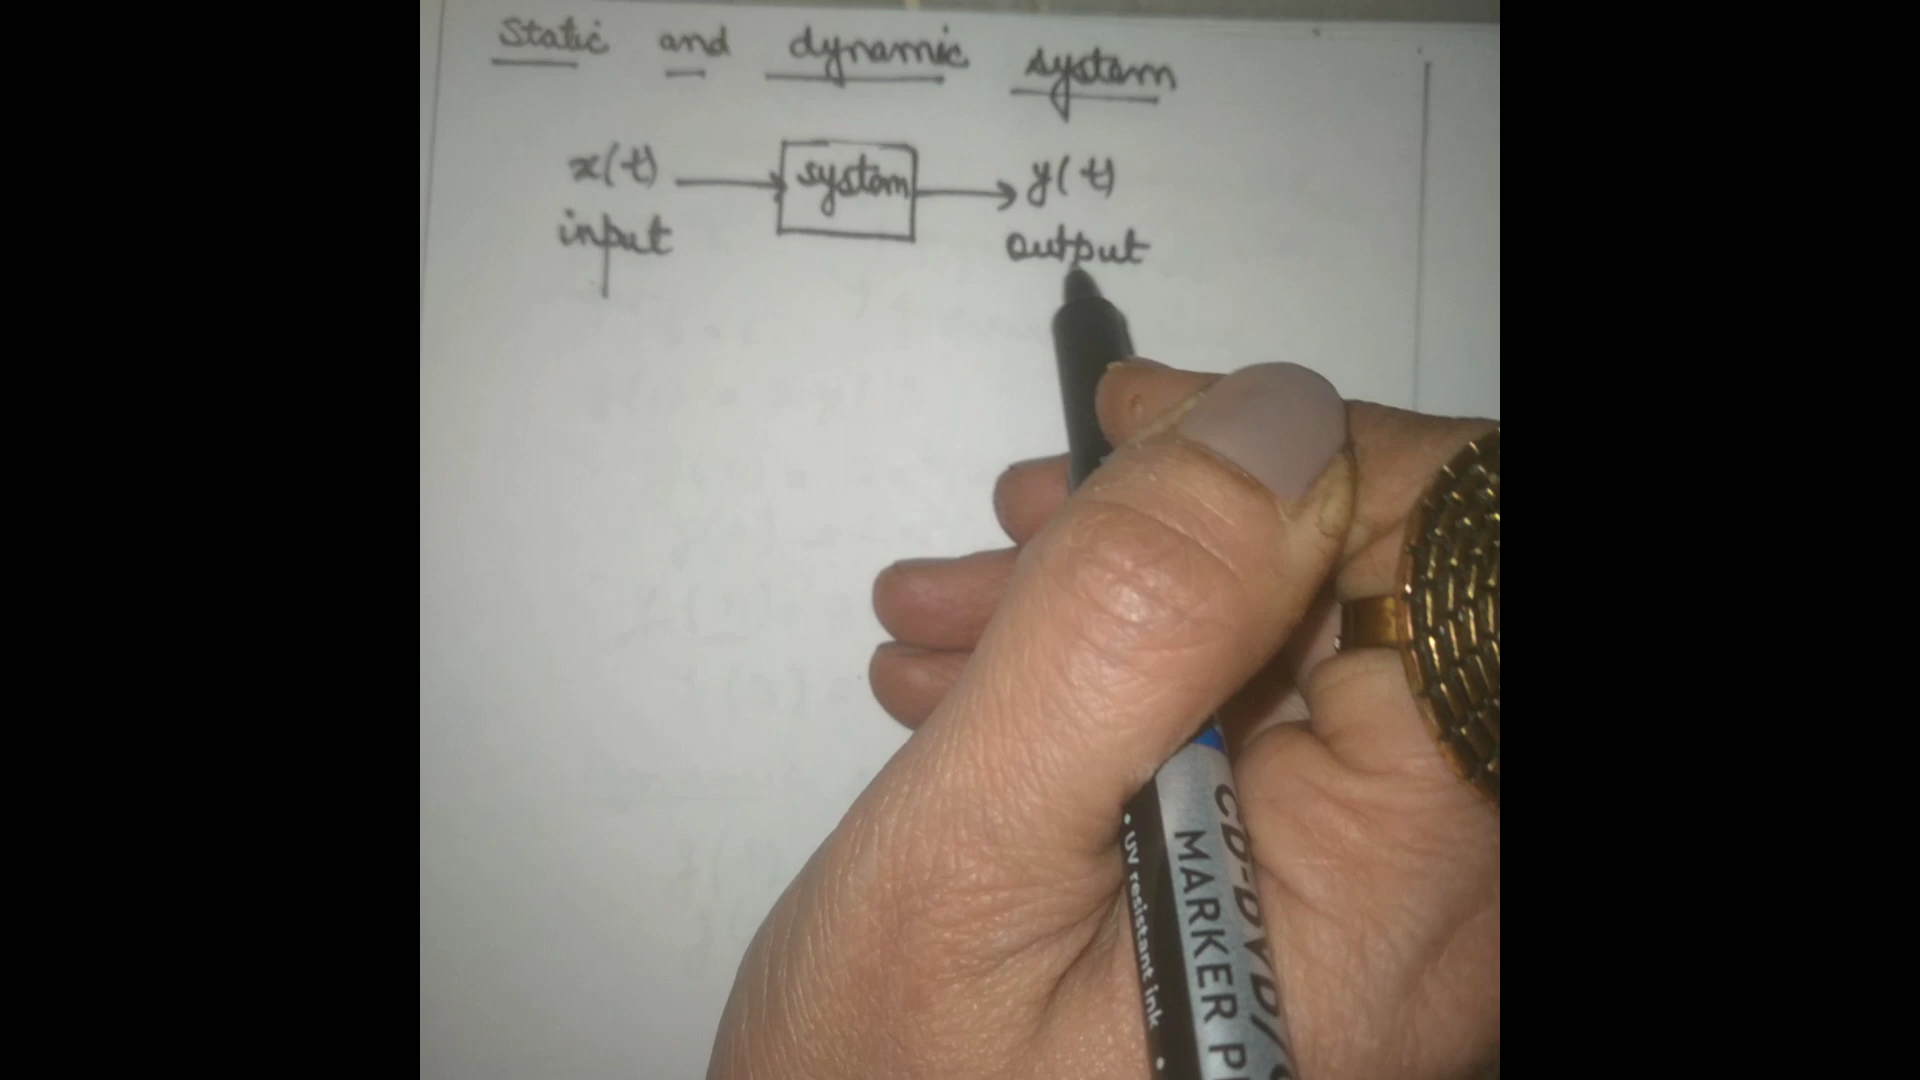 Static and dynamic system
x(t) system y(t)
input output
CD-DVD/
MARKER P
• UV resistant ink •